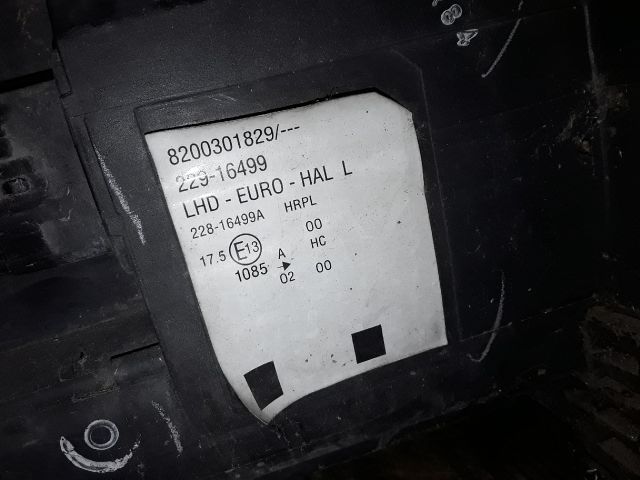 8200301829/---
229-16499
LHD - EURO - HAL L
228-16499A HRPL
00
17.5 E13 A HC
1085 → 02 00